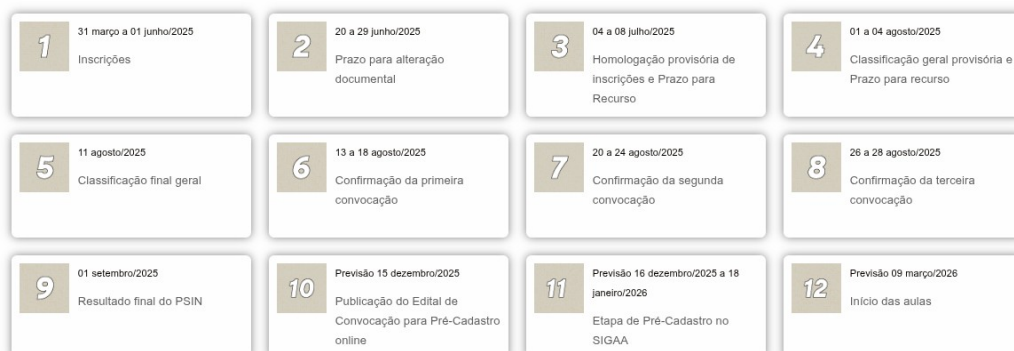 1
31 março a 01 junho/2025
Inscrições
2
20 a 29 junho/2025
Prazo para alteração
documental
3
04 a 08 julho/2025
Homologação provisória de
inscrições e Prazo para
Recurso
4
01 a 04 agosto/2025
Classificação geral provisória e
Prazo para recurso
5
11 agosto/2025
Classificação final geral
6
13 a 18 agosto/2025
Confirmação da primeira
convocação
7
20 a 24 agosto/2025
Confirmação da segunda
convocação
8
26 a 28 agosto/2025
Confirmação da terceira
convocação
9
01 setembro/2025
Resultado final do PSIN
10
Previsão 15 dezembro/2025
Publicação do Edital de
Convocação para Pré-Cadastro
online
11
Previsão 16 dezembro/2025 a 18
janeiro/2026
Etapa de Pré-Cadastro no
SIGAA
12
Previsão 09 março/2026
Início das aulas